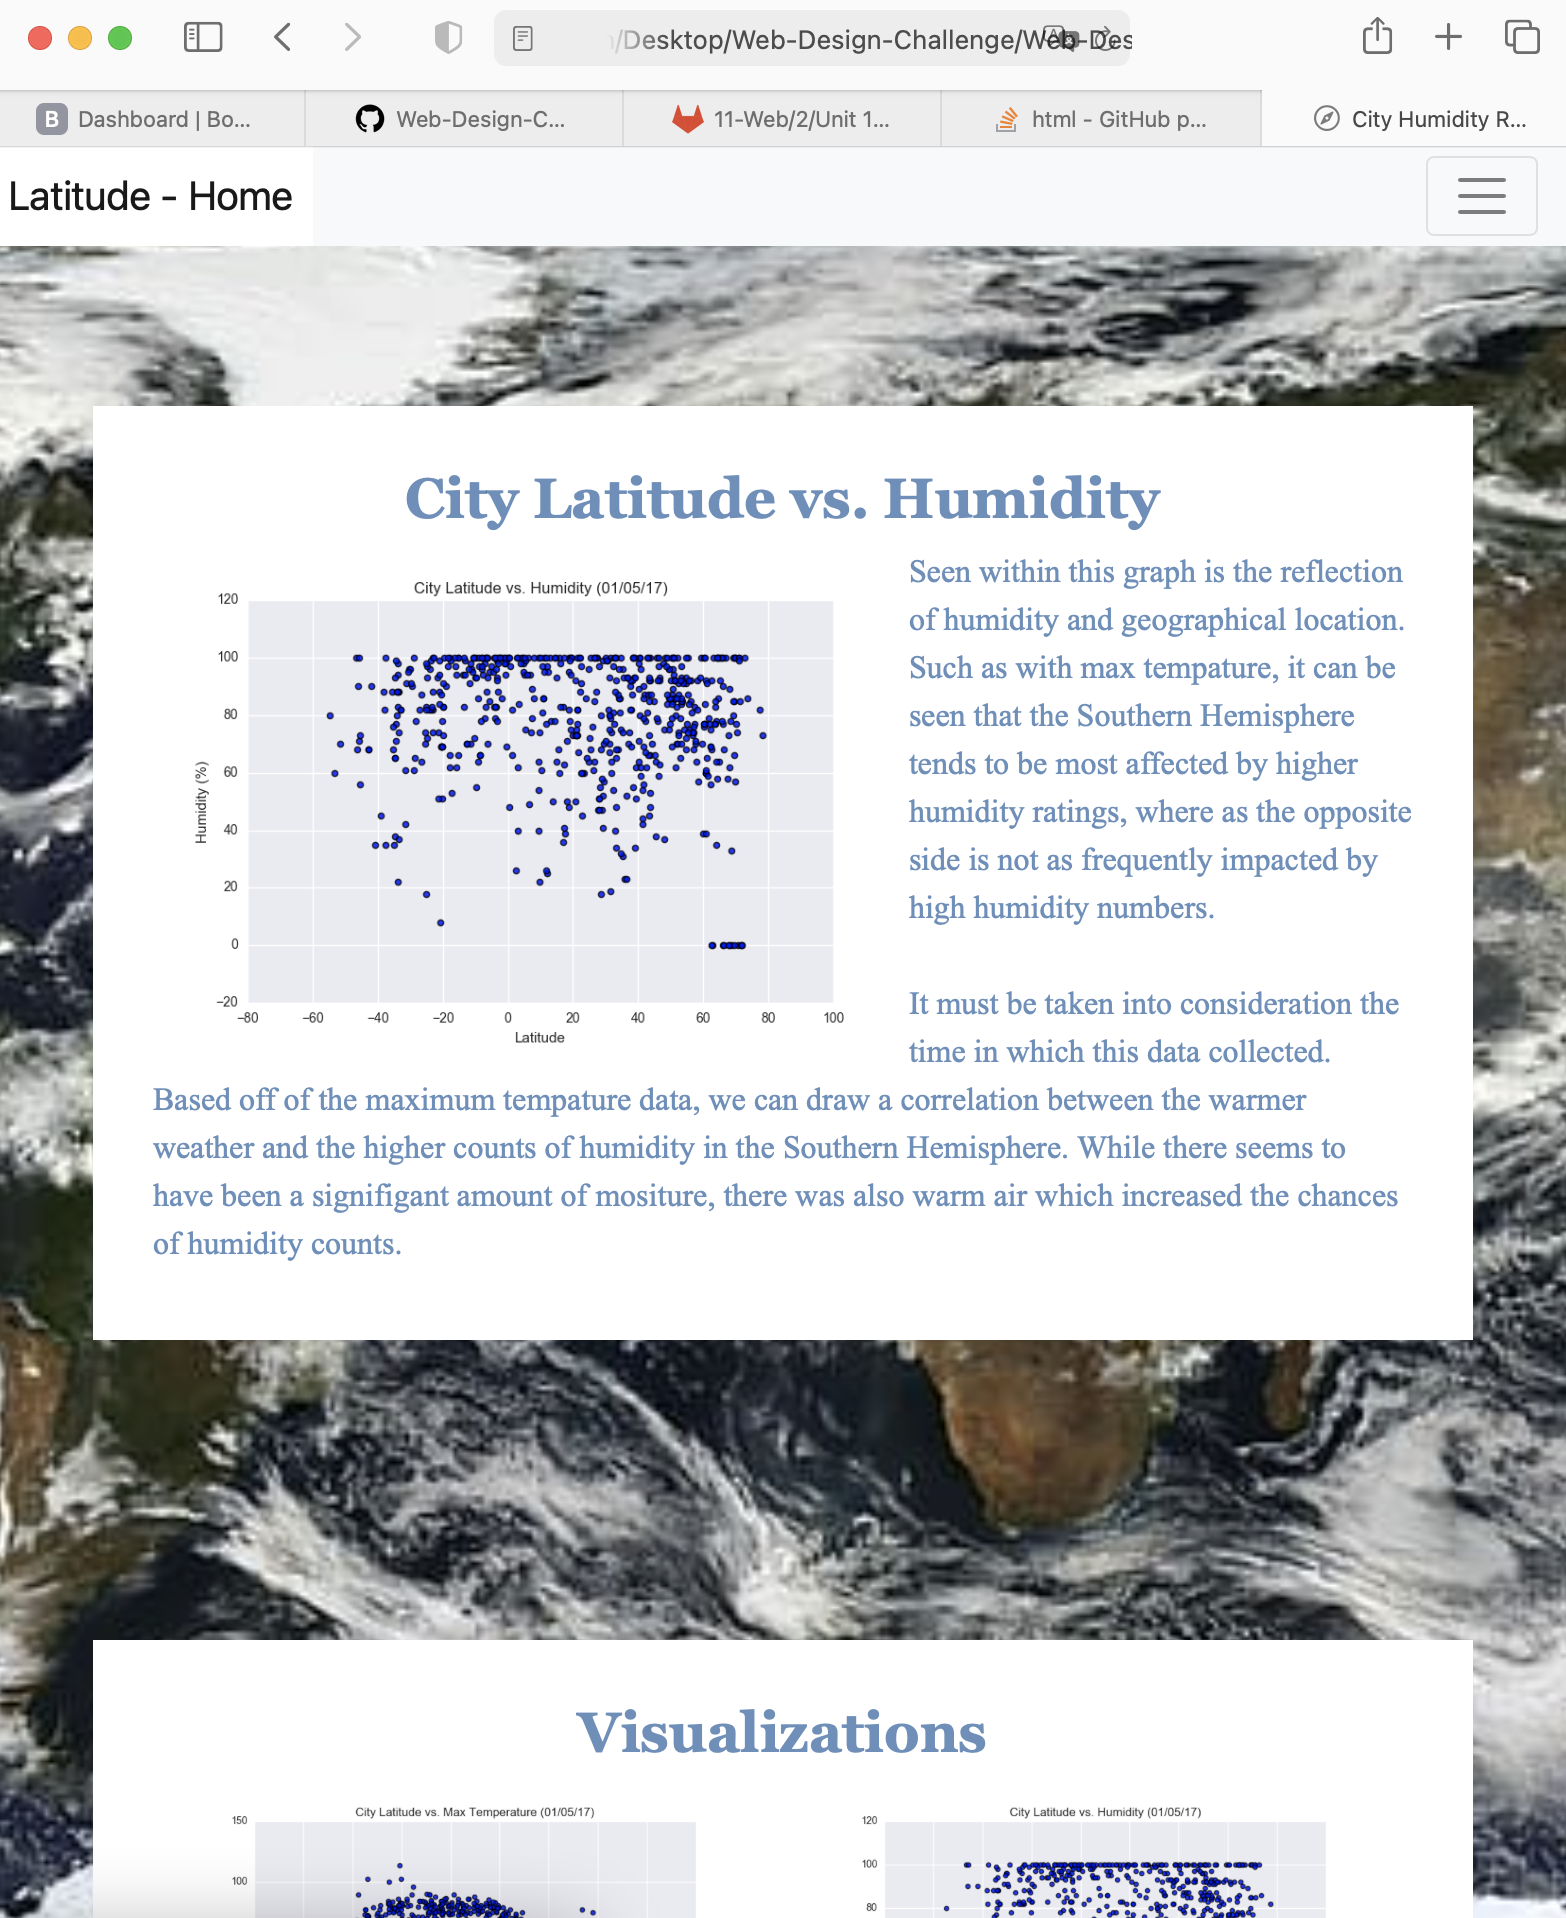 /Desktop/Web-Design-Challenge/Web-Des
B Dashboard | Bo...
Web-Design-C...
11-Web/2/Unit 1...
html - GitHub p...
City Humidity R...
Latitude - Home
City Latitude vs. Humidity
City Latitude vs. Humidity (01/05/17)
120
100
80
60
40
20
0
−20
Humidity (%)
−80 −60 −40 −20 0 20 40 60 80 100
Latitude
Seen within this graph is the reflection
of humidity and geographical location.
Such as with max tempature, it can be
seen that the Southern Hemisphere
tends to be most affected by higher
humidity ratings, where as the opposite
side is not as frequently impacted by
high humidity numbers.
It must be taken into consideration the
time in which this data collected.
Based off of the maximum tempature data, we can draw a correlation between the warmer
weather and the higher counts of humidity in the Southern Hemisphere. While there seems to
have been a signifigant amount of mositure, there was also warm air which increased the chances
of humidity counts.
Visualizations
City Latitude vs. Max Temperature (01/05/17)
150
100
City Latitude vs. Humidity (01/05/17)
120
100
80